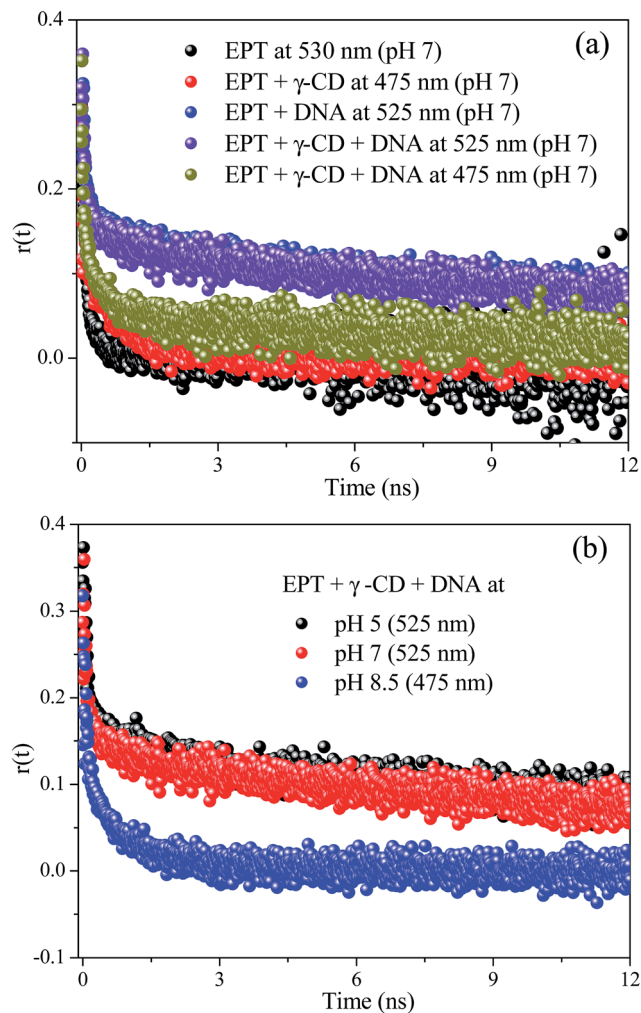 0.4
(a)
EPT at 530 nm (pH 7)
EPT + γ-CD at 475 nm (pH 7)
EPT + DNA at 525 nm (pH 7)
EPT + γ-CD + DNA at 525 nm (pH 7)
EPT + γ-CD + DNA at 475 nm (pH 7)
0.2
r(t)
0.0
0 3 6 9 12
Time (ns)
0.4
(b)
EPT + γ -CD + DNA at
0.3
pH 5 (525 nm)
pH 7 (525 nm)
pH 8.5 (475 nm)
0.2
r(t)
0.1
0.0
-0.1
0 3 6 9 12
Time (ns)